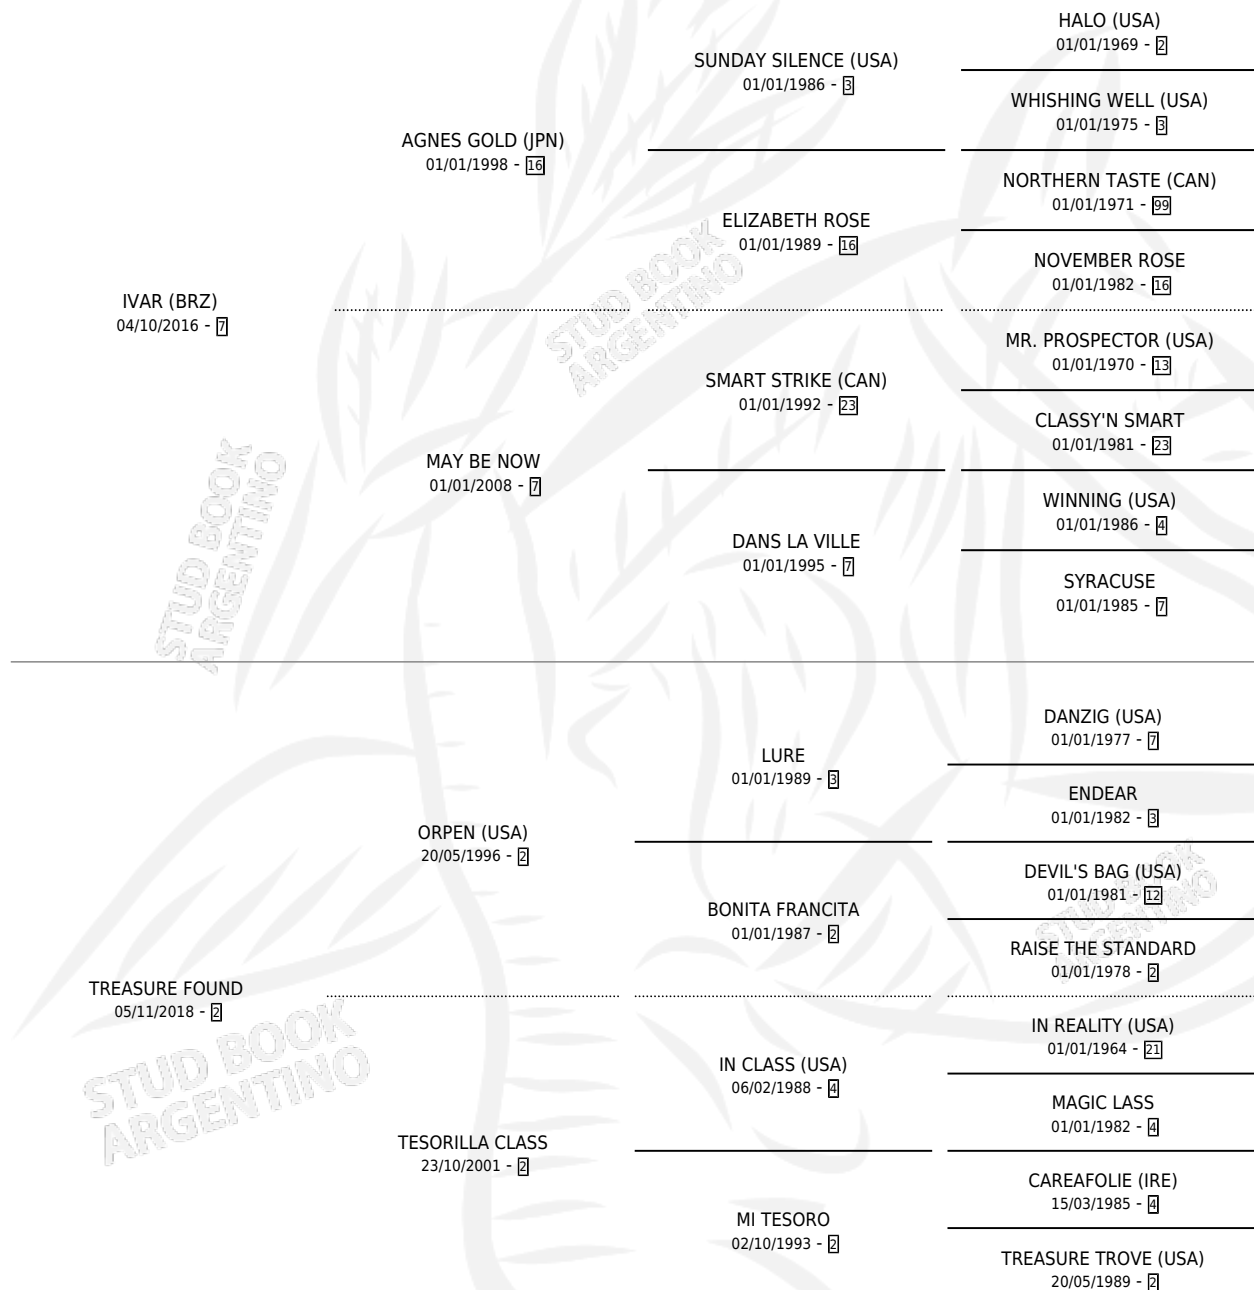 HALO (USA)
01/01/1969 - 2
SUNDAY SILENCE (USA)
01/01/1986 - 3
WHISHING WELL (USA)
01/01/1975 - 3
AGNES GOLD (JPN)
01/01/1998 - 16
NORTHERN TASTE (CAN)
01/01/1971 - 99
ELIZABETH ROSE
01/01/1989 - 16
NOVEMBER ROSE
01/01/1982 - 16
IVAR (BRZ)
04/10/2016 - 7
STUD BOOK
ARGENTINO
MR. PROSPECTOR (USA)
01/01/1970 - 13
SMART STRIKE (CAN)
01/01/1992 - 23
CLASSY'N SMART
01/01/1981 - 23
MAY BE NOW
01/01/2008 - 7
WINNING (USA)
01/01/1986 - 4
DANS LA VILLE
01/01/1995 - 7
SYRACUSE
01/01/1985 - 7
STUD BOOK
ARGENTINO
DANZIG (USA)
01/01/1977 - 7
LURE
01/01/1989 - 3
ENDEAR
01/01/1982 - 3
ORPEN (USA)
20/05/1996 - 2
DEVIL'S BAG (USA)
01/01/1981 - 12
BONITA FRANCITA
01/01/1987 - 2
RAISE THE STANDARD
01/01/1978 - 2
STUD BOOK
ARGENTINO
TREASURE FOUND
05/11/2018 - 2
STUD BOOK
ARGENTINO
IN REALITY (USA)
01/01/1964 - 21
IN CLASS (USA)
06/02/1988 - 4
MAGIC LASS
01/01/1982 - 4
TESORILLA CLASS
23/10/2001 - 2
CAREAFOLIE (IRE)
15/03/1985 - 4
MI TESORO
02/10/1993 - 2
TREASURE TROVE (USA)
20/05/1989 - 2